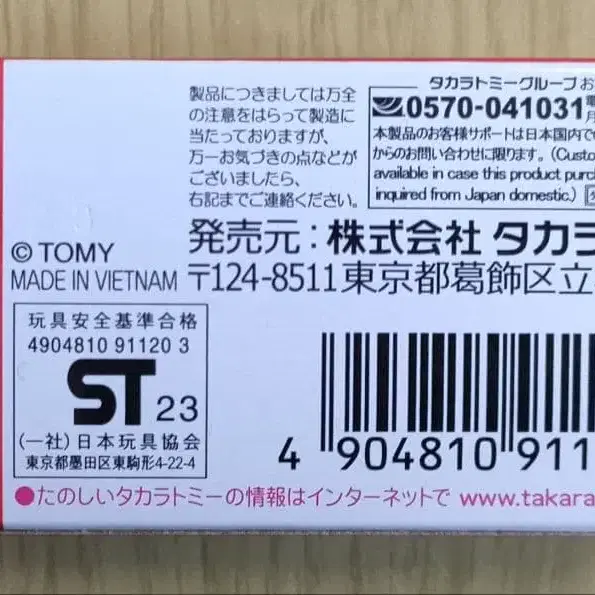 製品につきましては万全
の注意をはらって製造に
当たっておりますが、
万一お気づきの点などが
ございましたら、
右記までご連絡ください。
タカラトミーグループお
0570-041031
本製品のお客様サポートは日本国内で
からのお問い合わせに限ります。(Custo
available in case this product purc
inquired from Japan domestic.)
© TOMY
MADE IN VIETNAM
発売元：株式会社 タカラ
〒124-8511東京都葛飾区立
玩具安全基準合格
4904810 91120 3
ST 23
(一社)日本玩具協会
東京都墨田区東駒形4-22-4
4 904810 911
●たのしいタカラトミーの情報はインターネットで www.takara